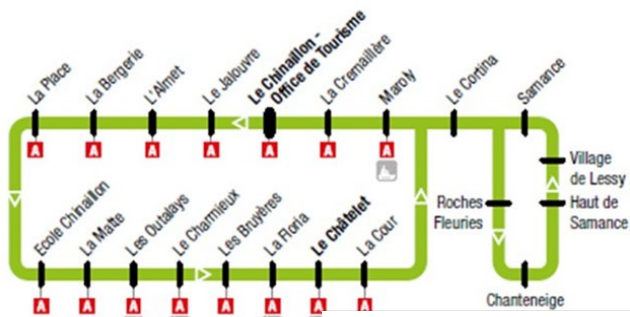 La Place
La Bergerie
L'Almet
Le Jalouvre
Le Chinaillon -
Office de Tourisme
La Cremaillère
Maroly
Le Cortina
Samance
A
A
A
A
A
A
A
Village
de Lessy
Roches
Fleuries
Haut de
Samance
Ecole Chinaillon
La Matte
Les Outalays
Le Charmieux
Les Bruyères
La Floria
Le Châtelet
La Cour
Chanteneige
A
A
A
A
A
A
A
A